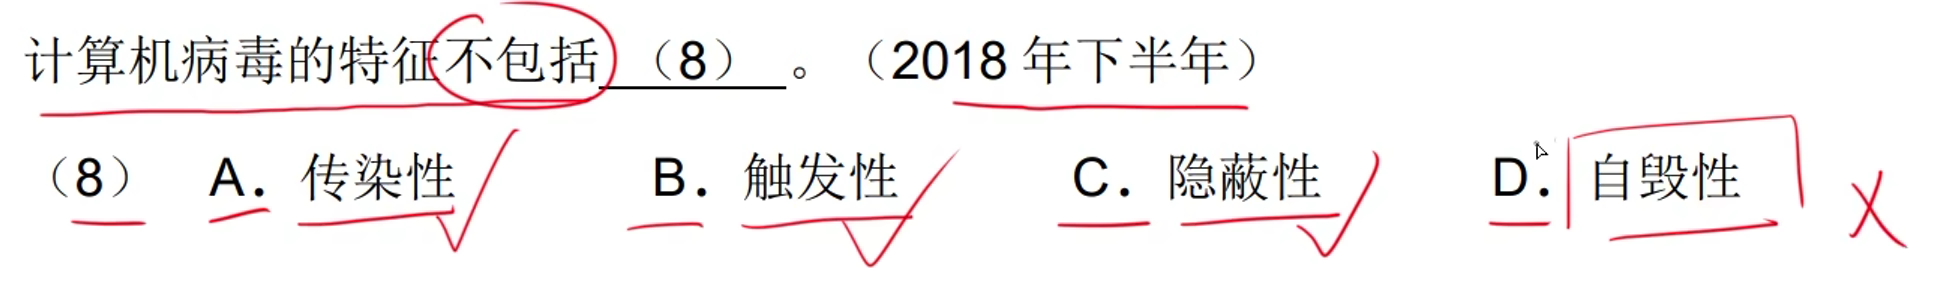 计算机病毒的特征不包括 （8） 。（2018 年下半年）
（8） A．传染性 B．触发性 C．隐蔽性 D．自毁性